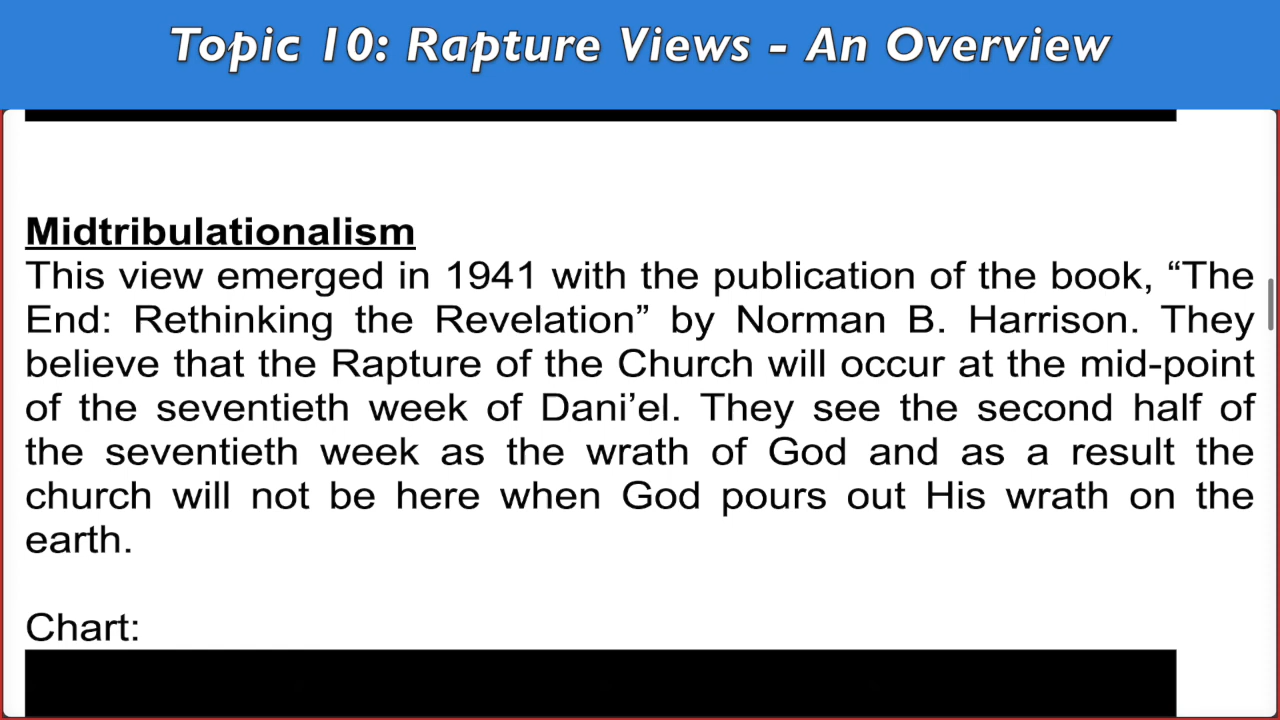 Topic 10: Rapture Views - An Overview
Midtribulationalism
This view emerged in 1941 with the publication of the book, “The
End: Rethinking the Revelation” by Norman B. Harrison. They
believe that the Rapture of the Church will occur at the mid-point
of the seventieth week of Dani’el. They see the second half of
the seventieth week as the wrath of God and as a result the
church will not be here when God pours out His wrath on the
earth.
Chart: